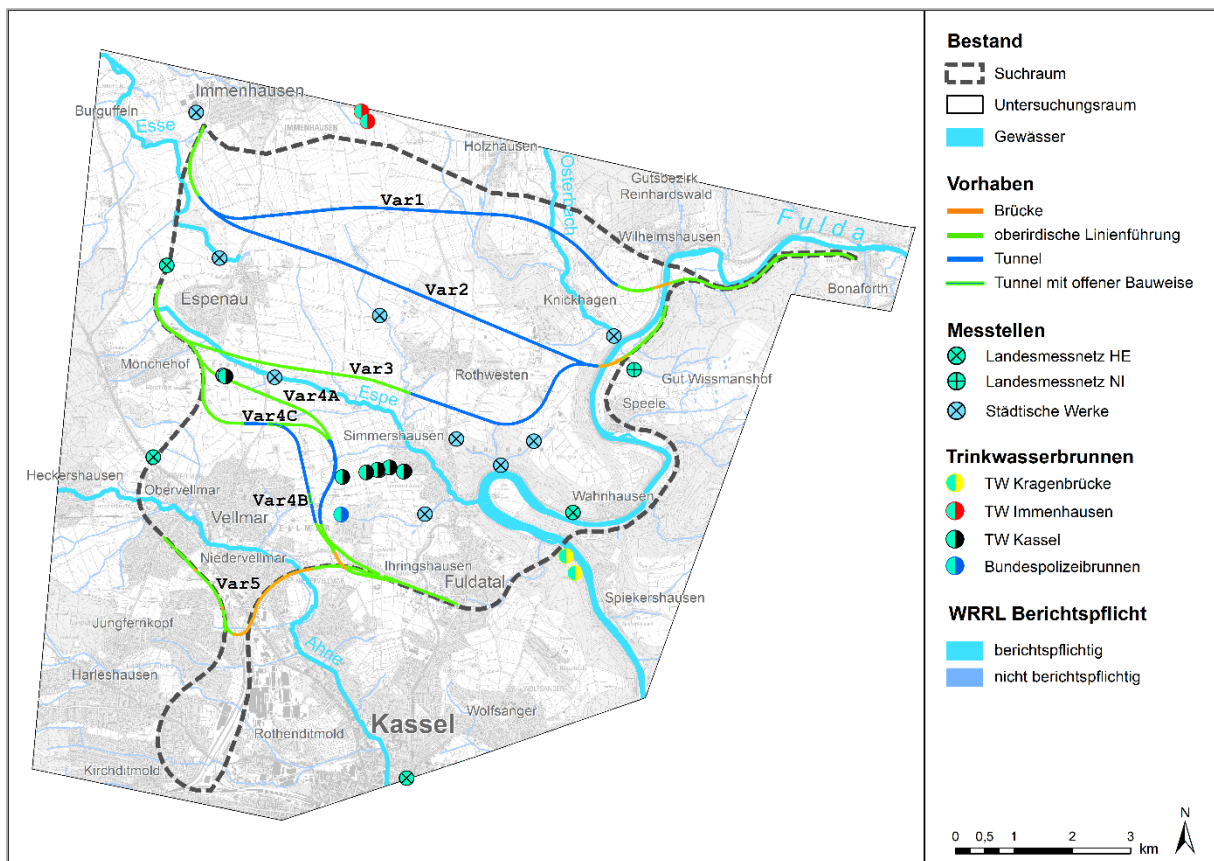 Immenhausen
Burguffeln
IMMENHAUSEN
Esse
Holzhausen
Osterbach
Gutsbezirk
Reinhardswald
Var1
Fulda
Wilhelmshausen
Bonaforth
Espenau
Var2
Knickhagen
Mönchehof
Var3
Rothwesten
Gut Wissmanshof
Var4A
Espe
Speele
Var4C
Simmershausen
Heckershausen
Obervellmar
Wahnhausen
Var4B
Vellmar
Niedervellmar
Ihringshausen
Fuldatal
Var5
Spiekershausen
Jungfernkopf
Ahne
Harleshausen
Kassel
Wolfsanger
Rothenditmold
Kirchditmold
Bestand
Suchraum
Untersuchungsraum
Gewässer
Vorhaben
Brücke
oberirdische Linienführung
Tunnel
Tunnel mit offener Bauweise
Messtellen
Landesmessnetz HE
Landesmessnetz NI
Städtische Werke
Trinkwasserbrunnen
TW Kragenbrücke
TW Immenhausen
TW Kassel
Bundespolizeibrunnen
WRRL Berichtspflicht
berichtspflichtig
nicht berichtspflichtig
N
0 0,5 1 2 3
km